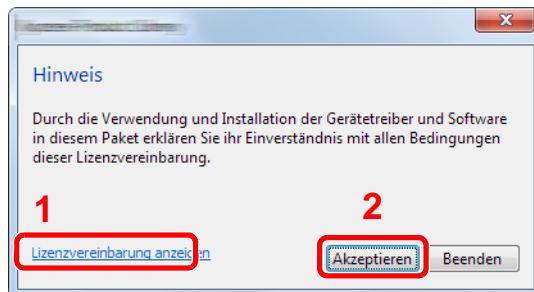 Hinweis
Durch die Verwendung und Installation der Gerätetreiber und Software
in diesem Paket erklären Sie ihr Einverständnis mit allen Bedingungen
dieser Lizenzvereinbarung.
1
2
Lizenzvereinbarung anzeigen
Akzeptieren Beenden